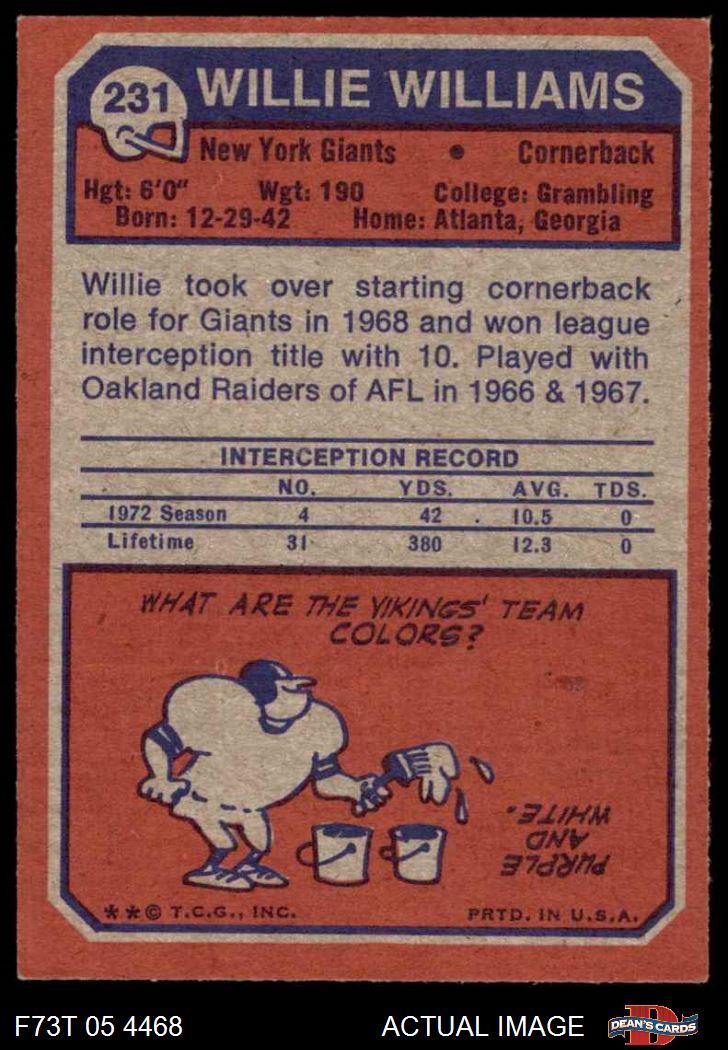 231 WILLIE WILLIAMS
New York Giants • Cornerback
Hgt: 6'0" Wgt: 190 College: Grambling
Born: 12-29-42 Home: Atlanta, Georgia
Willie took over starting cornerback
role for Giants in 1968 and won league
interception title with 10. Played with
Oakland Raiders of AFL in 1966 & 1967.
INTERCEPTION RECORD
NO. YDS. AVG. TDS.
1972 Season 4 42 10.5 0
Lifetime 31 380 12.3 0
WHAT ARE THE VIKINGS' TEAM
COLORS?
PURPLE
AND
WHITE.
** © T.C.G., INC. PRTD. IN U.S.A.
F73T 05 4468 ACTUAL IMAGE D DEAN'S CARDS